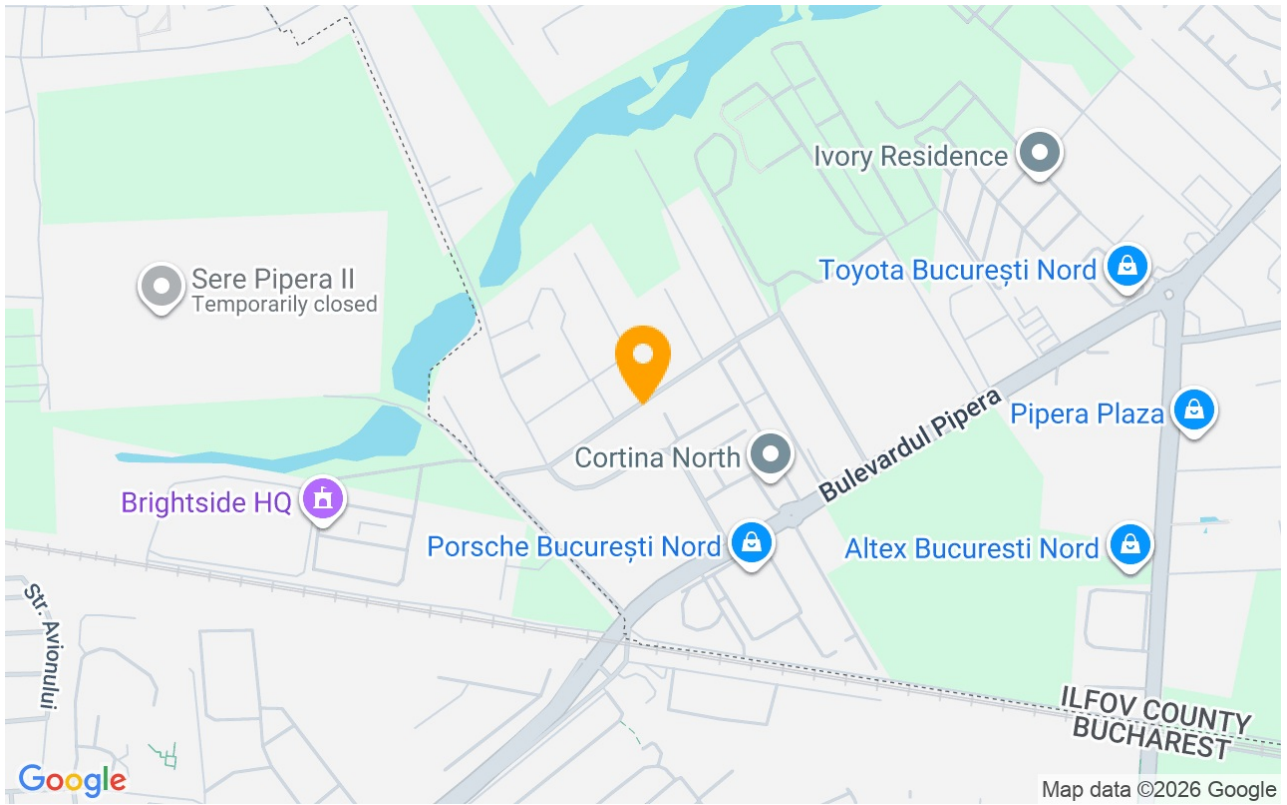 Ivory Residence
Toyota București Nord
Sere Pipera II
Temporarily closed
Bulevardul Pipera
Pipera Plaza
Cortina North
Brightside HQ
Porsche București Nord
Altex Bucuresti Nord
Str. Avionului
ILFOV COUNTY
BUCHAREST
Google
Map data ©2026 Google